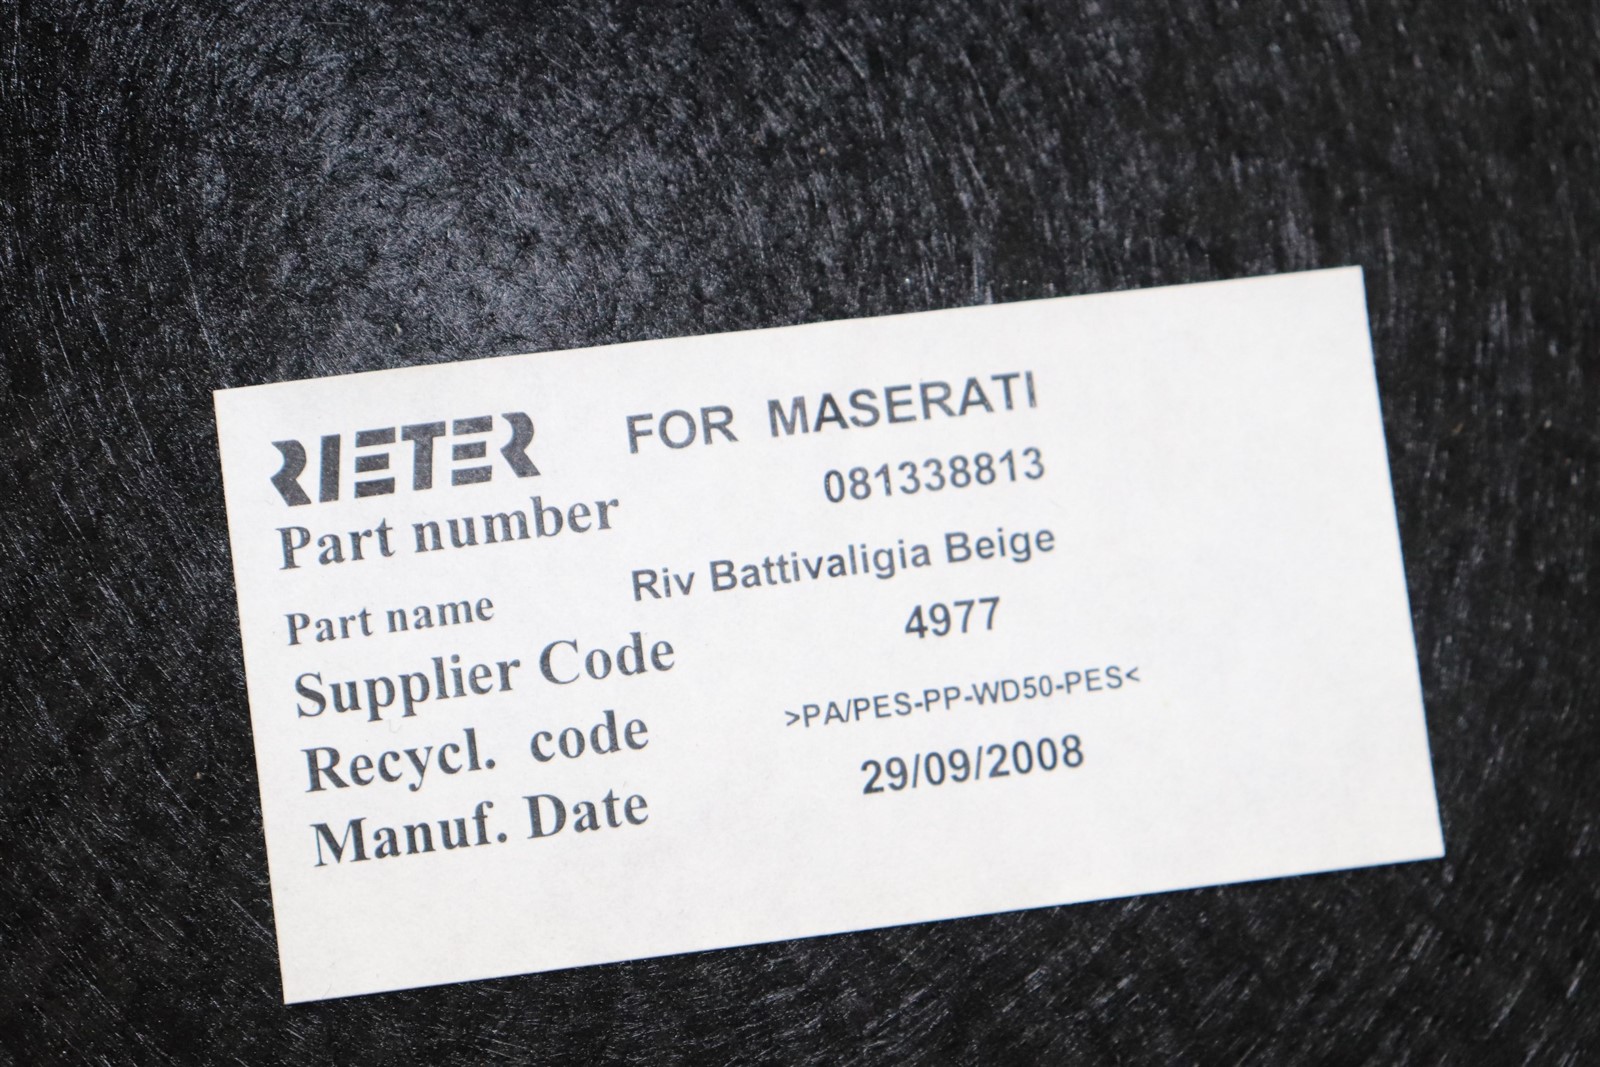 RIETER FOR MASERATI
Part number 081338813
Part name Riv Battivaligia Beige
Supplier Code 4977
Recycl. code >PA/PES-PP-WD50-PES<
Manuf. Date 29/09/2008